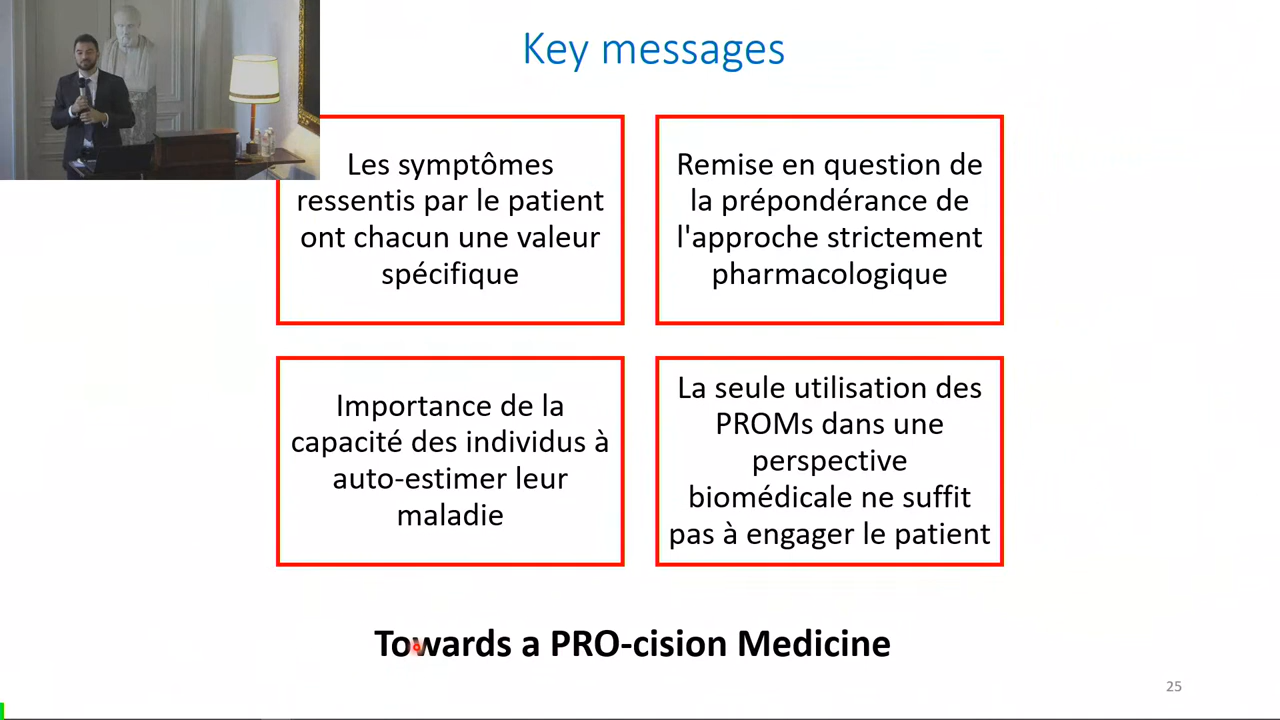 Key messages
Les symptômes
ressentis par le patient
ont chacun une valeur
spécifique
Remise en question de
la prépondérance de
l'approche strictement
pharmacologique
Importance de la
capacité des individus à
auto-estimer leur
maladie
La seule utilisation des
PROMs dans une
perspective
biomédicale ne suffit
pas à engager le patient
Towards a PRO-cision Medicine
25